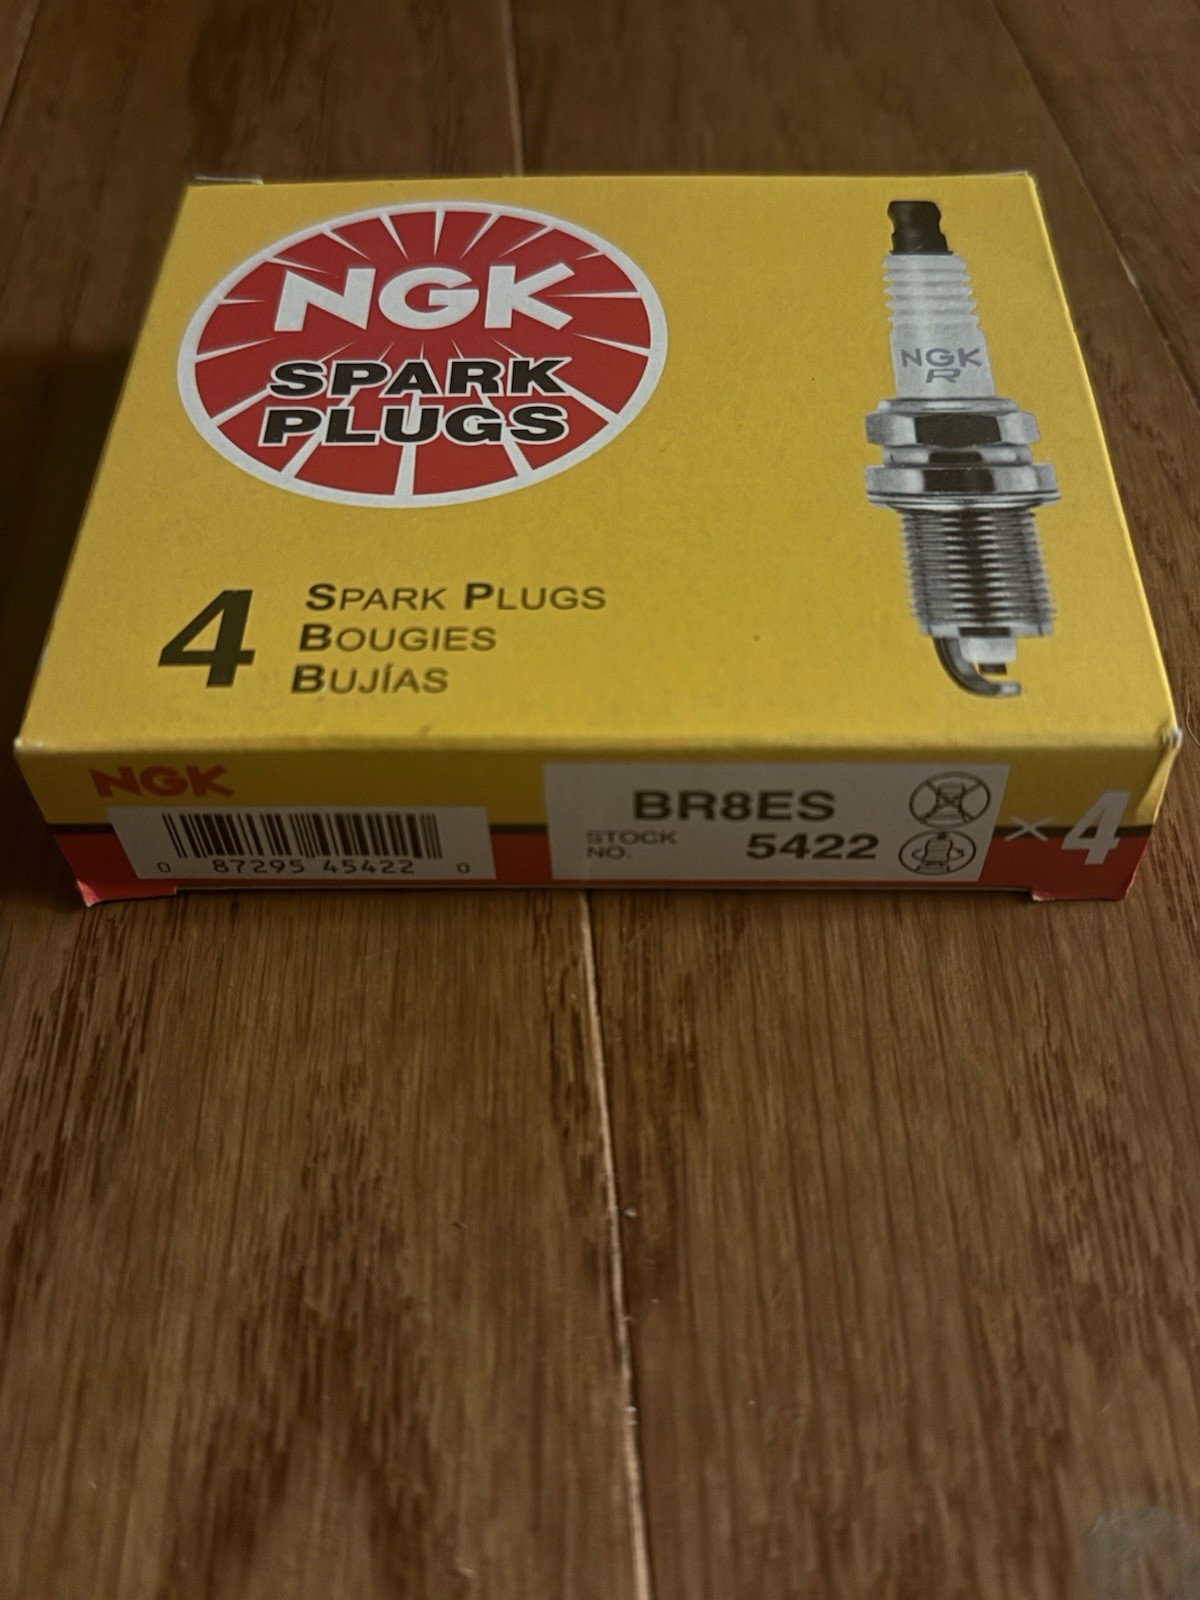 NGK
SPARK
PLUGS
NGK
R
4
SPARK PLUGS
BOUGIES
BUJÍAS
NGK
0 87295 45422 0
BR8ES
STOCK
NO. 5422
×4